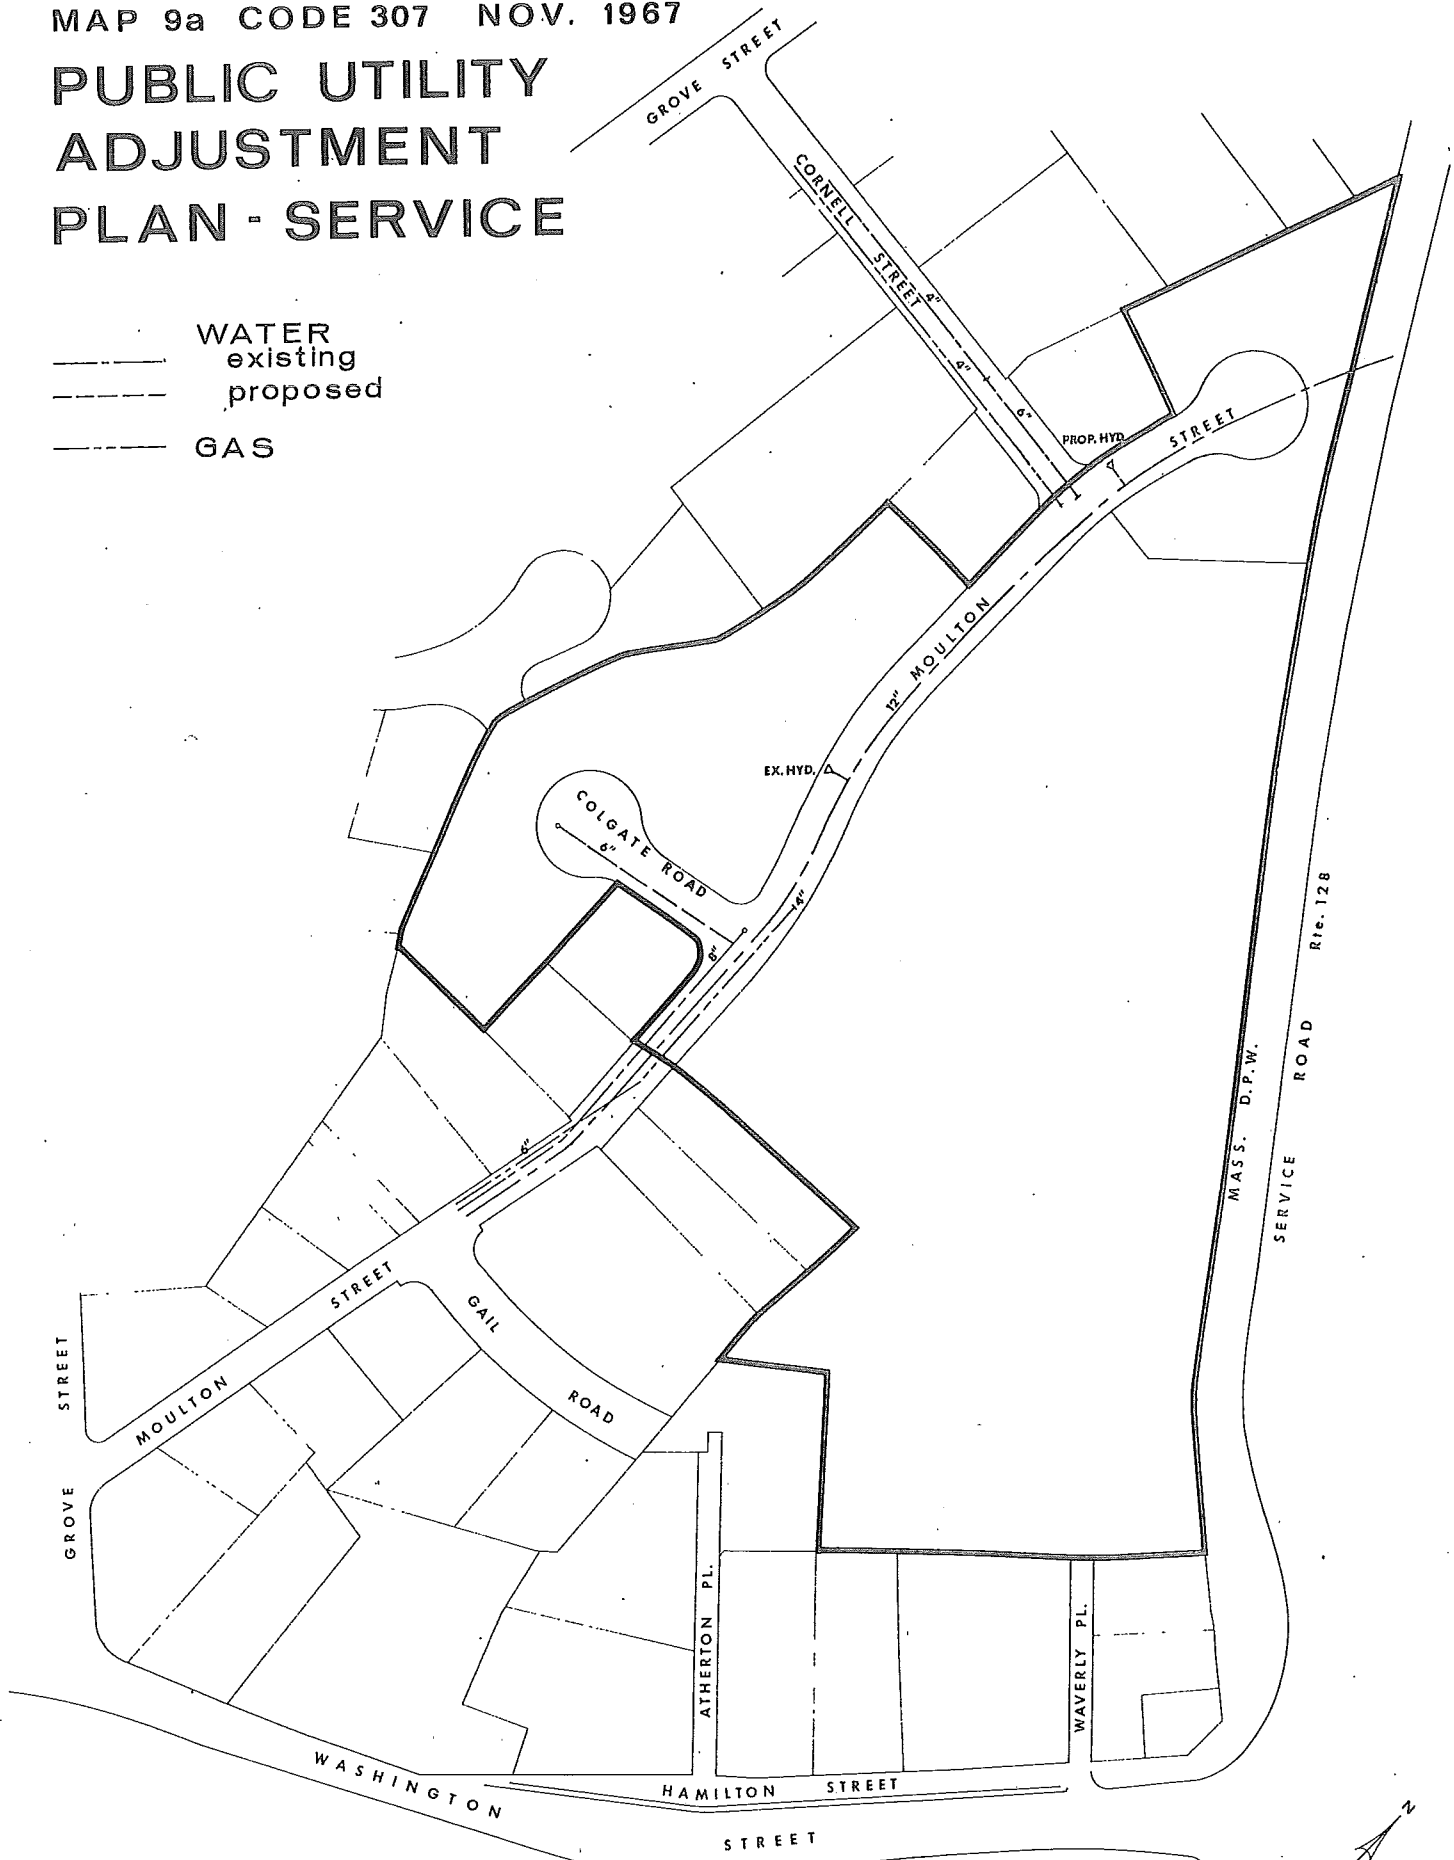 MAP 9a CODE 307 NOV. 1967
PUBLIC UTILITY
ADJUSTMENT
PLAN - SERVICE
WATER
existing
proposed
GAS
GROVE STREET
CORNELL STREET
4"
4"
6"
PROP. HYD.
STREET
12" MOULTON
EX. HYD.
COLGATE ROAD
6"
8"
14"
6"
MASS. D.P.W.
SERVICE ROAD Rte. 128
MOULTON STREET
GAIL ROAD
GROVE STREET
ATHERTON PL.
WAVERLY PL.
WASHINGTON STREET
HAMILTON STREET
N